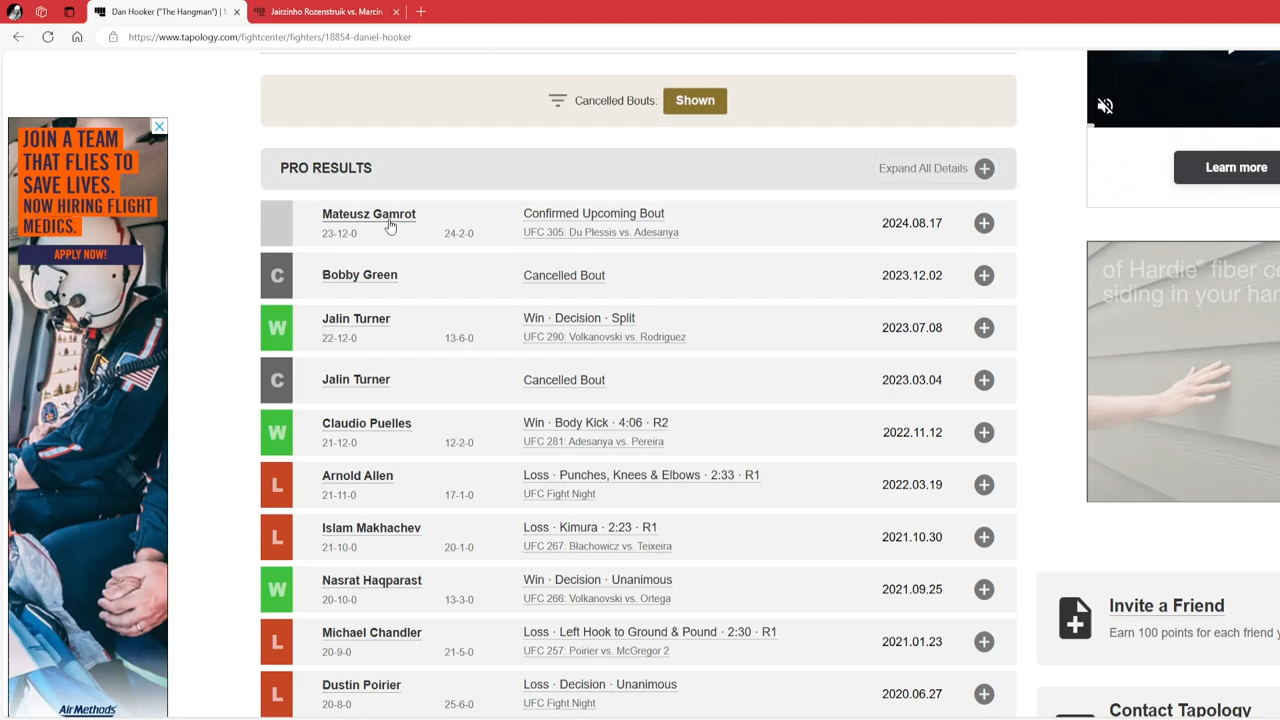 Dan Hooker ("The Hangman") | M
Jairzinho Rozenstruik vs. Marcin
https://www.tapology.com/fightcenter/fighters/18854-daniel-hooker
Cancelled Bouts: Shown
PRO RESULTS
Expand All Details
Mateusz Gamrot Confirmed Upcoming Bout 2024.08.17
23-12-0 24-2-0 UFC 305: Du Plessis vs. Adesanya
C Bobby Green Cancelled Bout 2023.12.02
W Jalin Turner Win · Decision · Split 2023.07.08
22-12-0 13-6-0 UFC 290: Volkanovski vs. Rodriguez
C Jalin Turner Cancelled Bout 2023.03.04
W Claudio Puelles Win · Body Kick · 4:06 · R2 2022.11.12
21-12-0 12-2-0 UFC 281: Adesanya vs. Pereira
L Arnold Allen Loss · Punches, Knees & Elbows · 2:33 · R1 2022.03.19
21-11-0 17-1-0 UFC Fight Night
L Islam Makhachev Loss · Kimura · 2:23 · R1 2021.10.30
21-10-0 20-1-0 UFC 267: Błachowicz vs. Teixeira
W Nasrat Haqparast Win · Decision · Unanimous 2021.09.25
20-10-0 13-3-0 UFC 266: Volkanovski vs. Ortega
L Michael Chandler Loss · Left Hook to Ground & Pound · 2:30 · R1 2021.01.23
20-9-0 21-5-0 UFC 257: Poirier vs. McGregor 2
L Dustin Poirier Loss · Decision · Unanimous 2020.06.27
20-8-0 25-6-0 UFC Fight Night
JOIN A TEAM
THAT FLIES TO
SAVE LIVES.
NOW HIRING FLIGHT
MEDICS.
APPLY NOW!
Air Methods
Learn more
of Hardie® fiber ce
siding in your har
Invite a Friend
Earn 100 points for each friend y
Contact Tapology